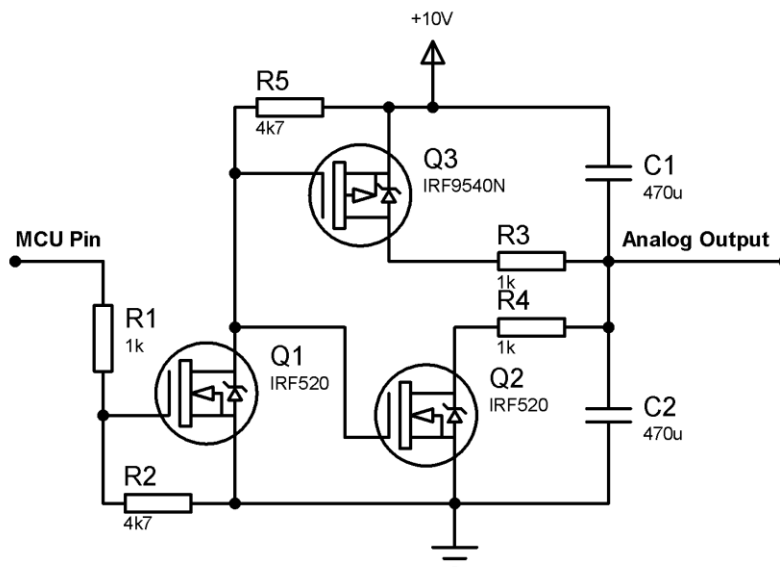 +10V
R5
4k7
Q3
IRF9540N
C1
470u
MCU Pin
R3
1k
Analog Output
R4
1k
R1
1k
Q1
IRF520
Q2
IRF520
C2
470u
R2
4k7